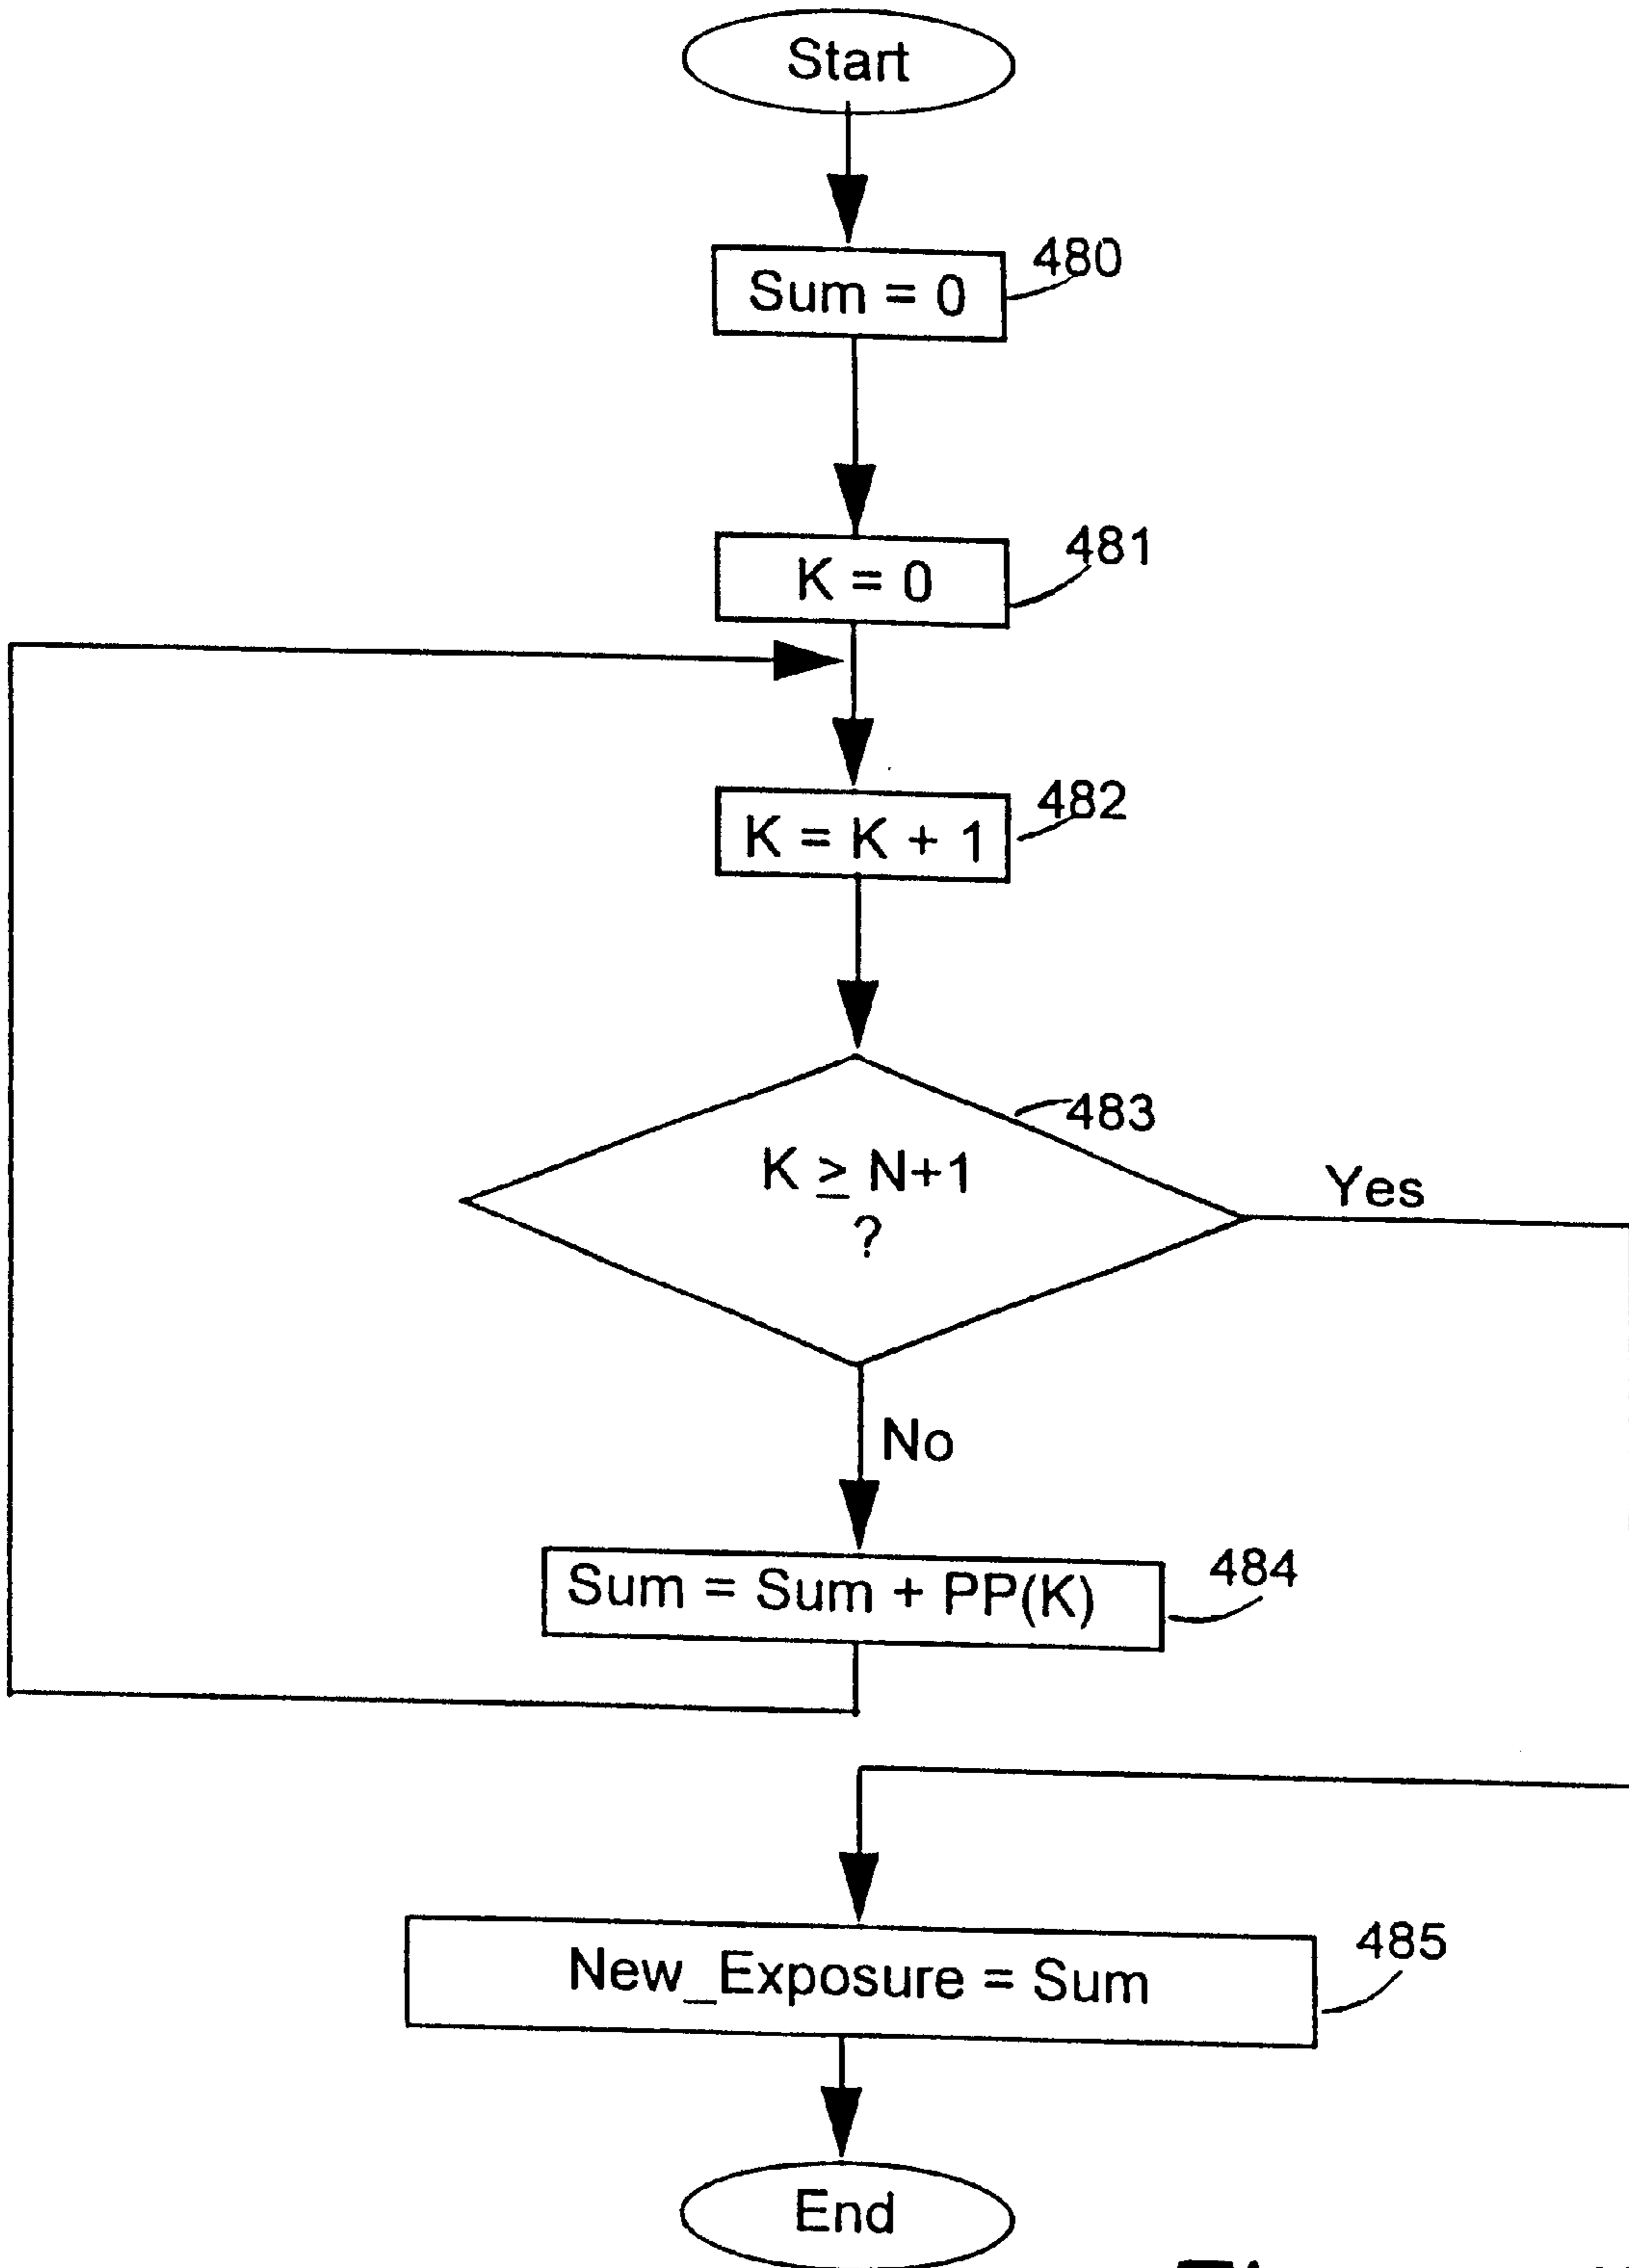 Start
Sum = 0
480
K = 0
481
K = K + 1
482
483
K ≥ N+1
?
Yes
No
Sum = Sum + PP(K)
484
New_Exposure = Sum
485
End